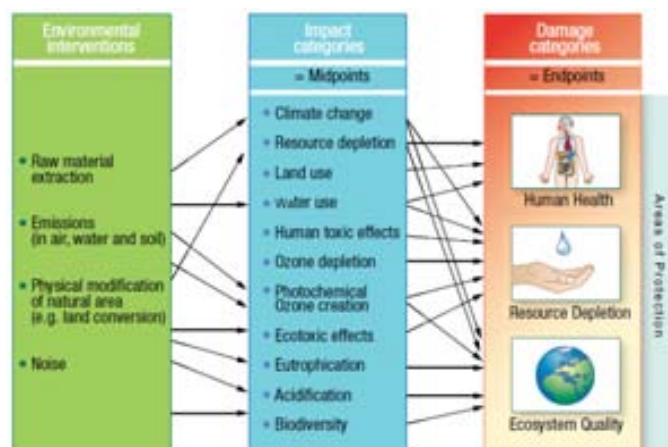 Environmental
interventions
• Raw material
extraction
• Emissions
(in air, water and soil)
• Physical modification
of natural area
(e.g. land conversion)
• Noise
Impact
categories
= Midpoints
• Climate change
• Resource depletion
• Land use
• Water use
• Human toxic effects
• Ozone depletion
• Photochemical
Ozone creation
• Ecotoxic effects
• Eutrophication
• Acidification
• Biodiversity
Damage
categories
= Endpoints
Human Health
Resource Depletion
Ecosystem Quality
Areas of Protection